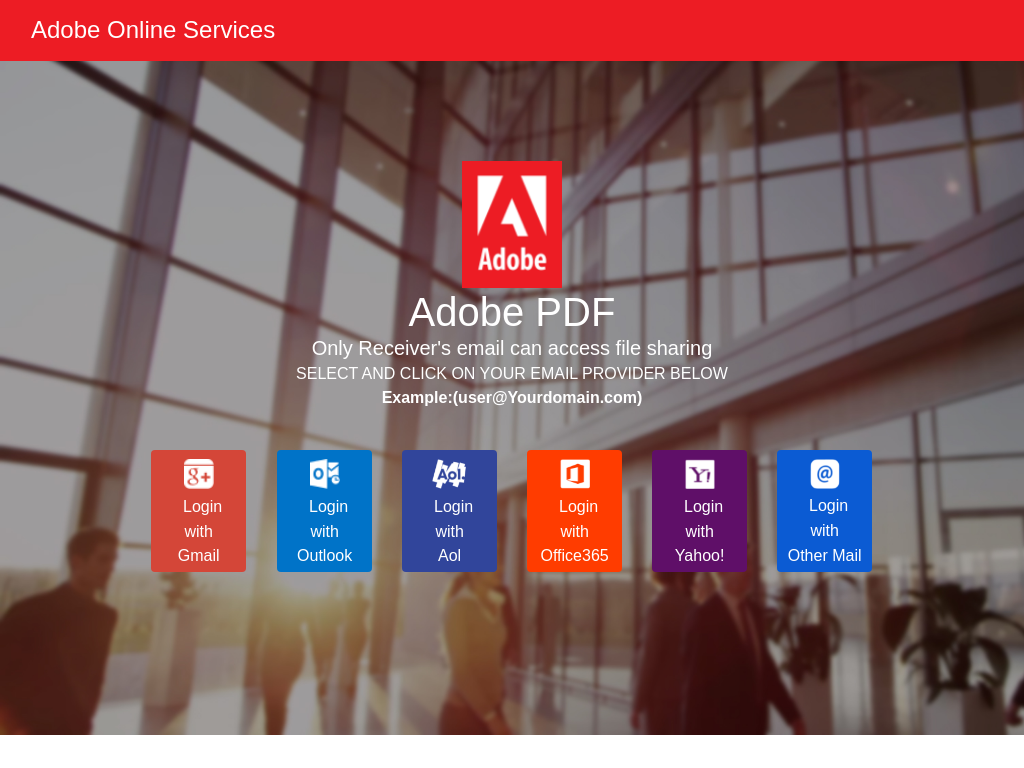 Adobe Online Services
Adobe
Adobe PDF
Only Receiver's email can access file sharing
SELECT AND CLICK ON YOUR EMAIL PROVIDER BELOW
Example:(user@Yourdomain.com)
g+
Login
with
Gmail
O
Login
with
Outlook
Aol
Login
with
Aol
Login
with
Office365
Y!
Login
with
Yahoo!
@
Login
with
Other Mail